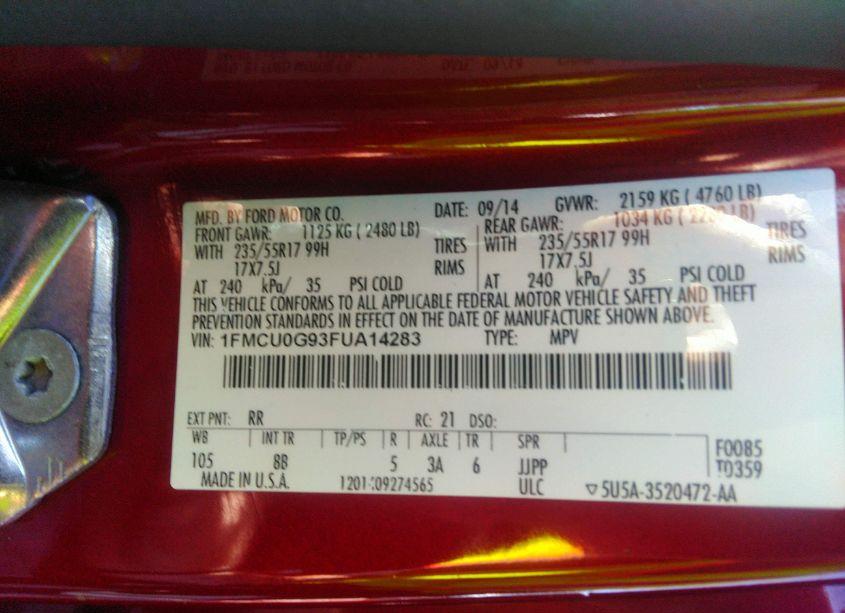 MFD. BY FORD MOTOR CO. DATE: 09/14 GVWR: 2159 KG ( 4760 LB)
FRONT GAWR: 1125 KG ( 2480 LB) REAR GAWR: 1034 KG ( LB)
WITH 235/55R17 99H TIRES WITH 235/55R17 99H TIRES
17X7.5J RIMS 17X7.5J RIMS
AT 240 kPa/ 35 PSI COLD AT 240 kPa/ 35 PSI COLD
THIS VEHICLE CONFORMS TO ALL APPLICABLE FEDERAL MOTOR VEHICLE SAFETY AND THEFT
PREVENTION STANDARDS IN EFFECT ON THE DATE OF MANUFACTURE SHOWN ABOVE.
VIN: 1FMCU0G93FUA14283 TYPE: MPV
EXT PNT: RR RC: 21 DSO:
WB INT TR TP/PS R AXLE TR SPR F0085
105 8B 5 3A 6 JJPP T0359
MADE IN U.S.A. ULC ▽5U5A-3520472-AA